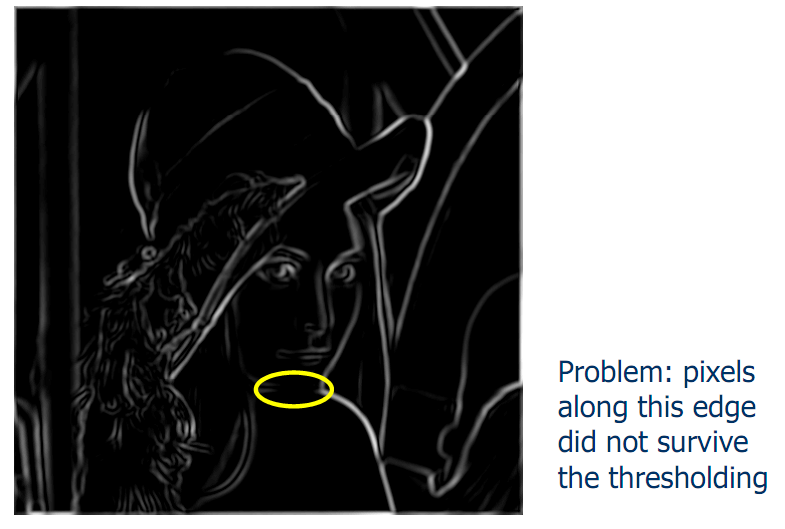 Problem: pixels
along this edge
did not survive
the thresholding